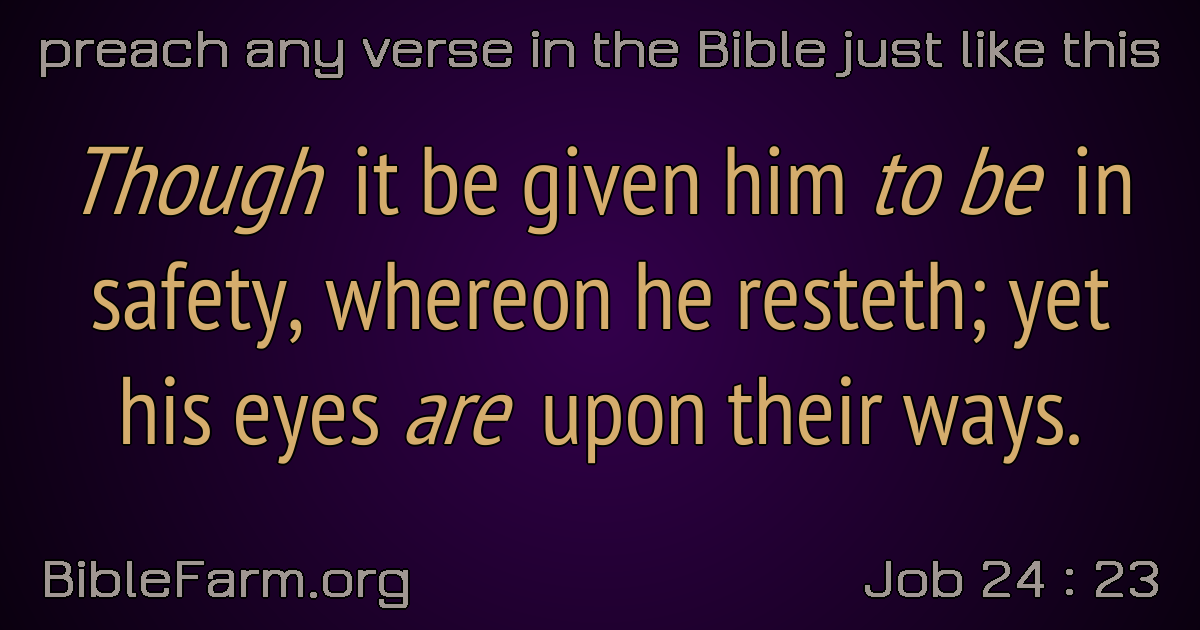 preach any verse in the Bible just like this
Though it be given him to be in
safety, whereon he resteth; yet
his eyes are upon their ways.
BibleFarm.org
Job 24 : 23